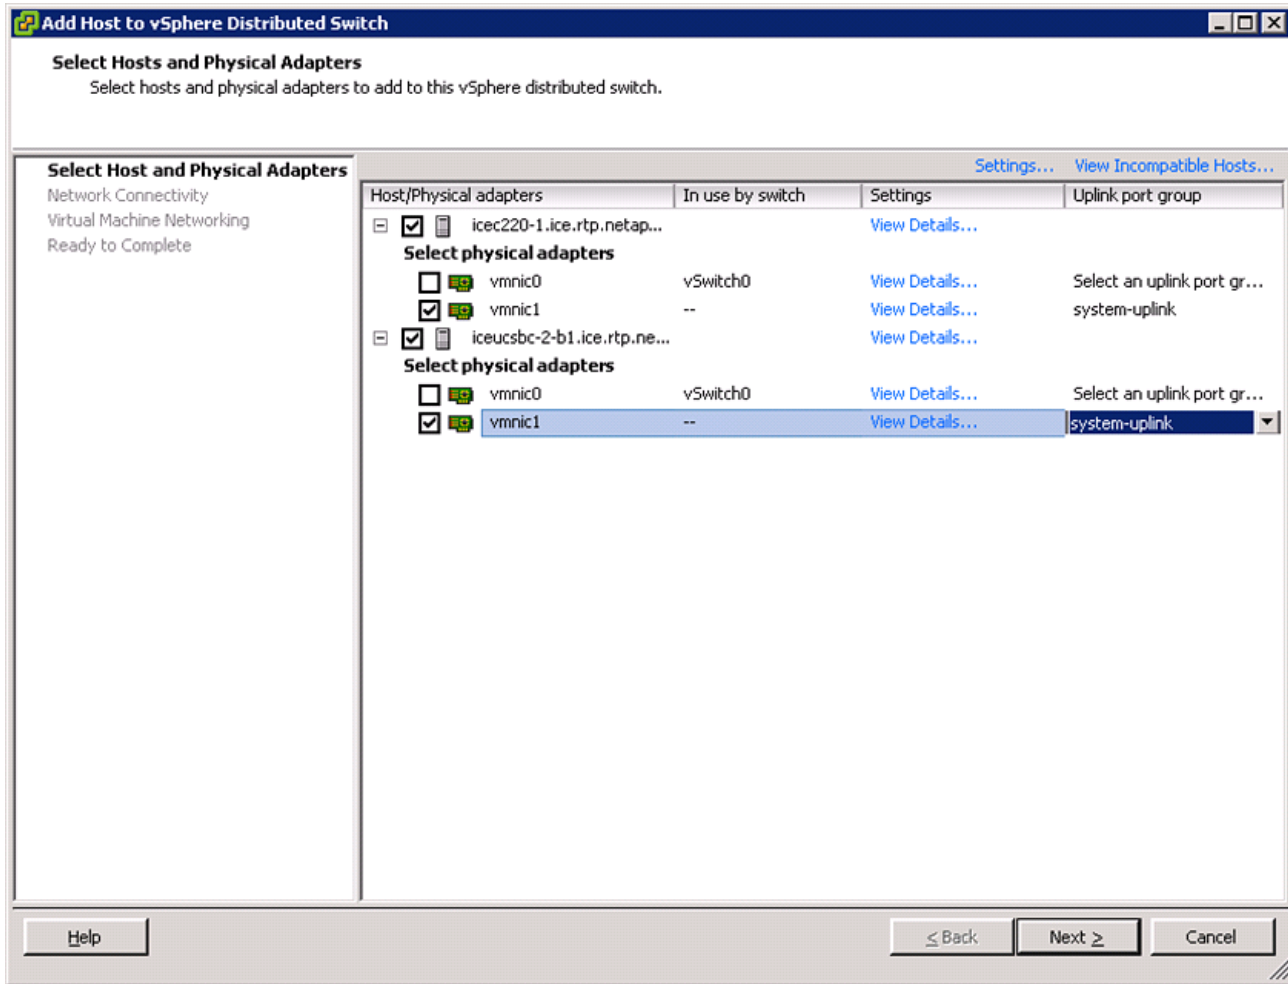 Add Host to vSphere Distributed Switch
Select Hosts and Physical Adapters
Select hosts and physical adapters to add to this vSphere distributed switch.
Select Host and Physical Adapters
Network Connectivity
Virtual Machine Networking
Ready to Complete
Settings... View Incompatible Hosts...
Host/Physical adapters In use by switch Settings Uplink port group
icec220-1.ice.rtp.netap... View Details...
Select physical adapters
vmnic0 vSwitch0 View Details... Select an uplink port gr...
vmnic1 -- View Details... system-uplink
iceucsbc-2-b1.ice.rtp.ne... View Details...
Select physical adapters
vmnic0 vSwitch0 View Details... Select an uplink port gr...
vmnic1 -- View Details... system-uplink
Help < Back Next > Cancel